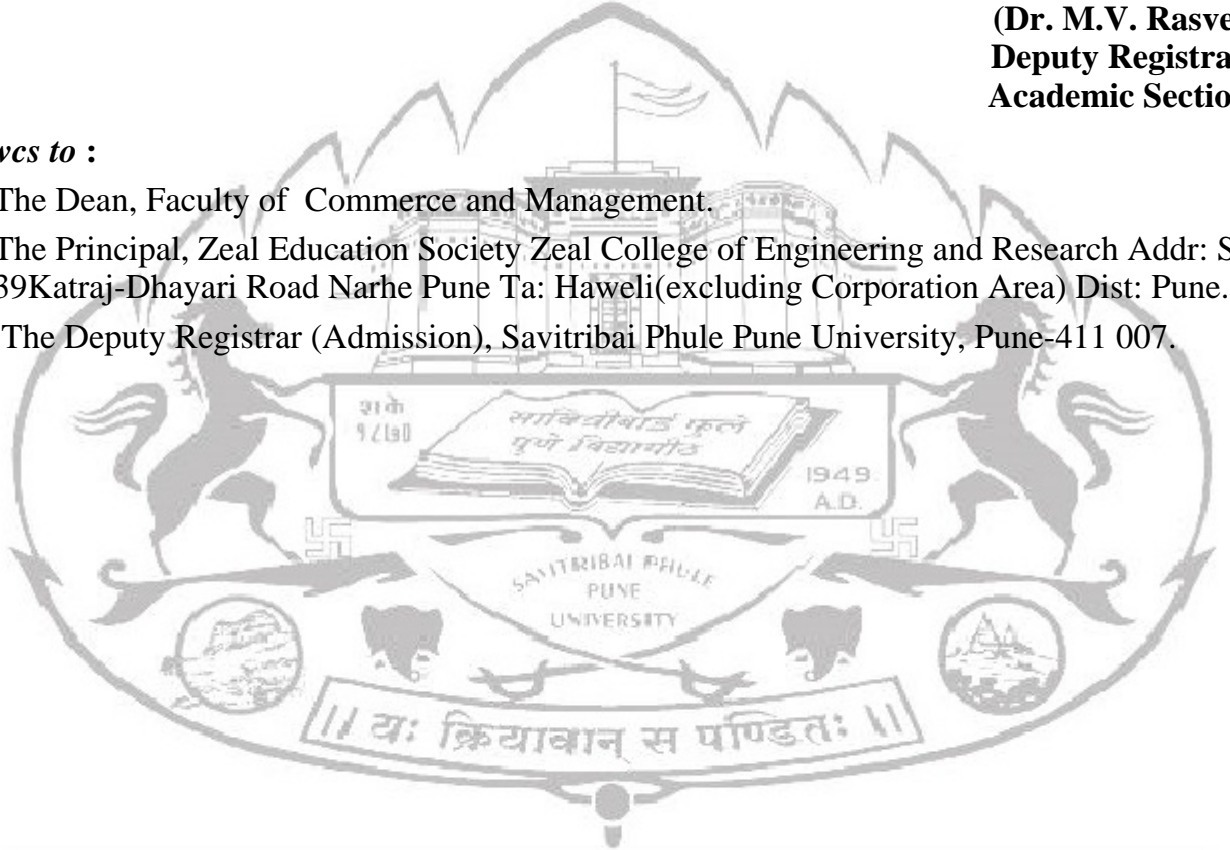 (Dr. M.V. Rasve
Deputy Registra
Academic Sectio
wcs to :
The Dean, Faculty of Commerce and Management.
The Principal, Zeal Education Society Zeal College of Engineering and Research Addr: S
39Katraj-Dhayari Road Narhe Pune Ta: Haweli(excluding Corporation Area) Dist: Pune.
The Deputy Registrar (Admission), Savitribai Phule Pune University, Pune-411 007.
शके
१८७०
सावित्रीबाई फुले
पुणे विद्यापीठ
1949
A.D.
SAVITRIBAI PHULE
PUNE
UNIVERSITY
॥ यः क्रियावान् स पण्डितः ॥